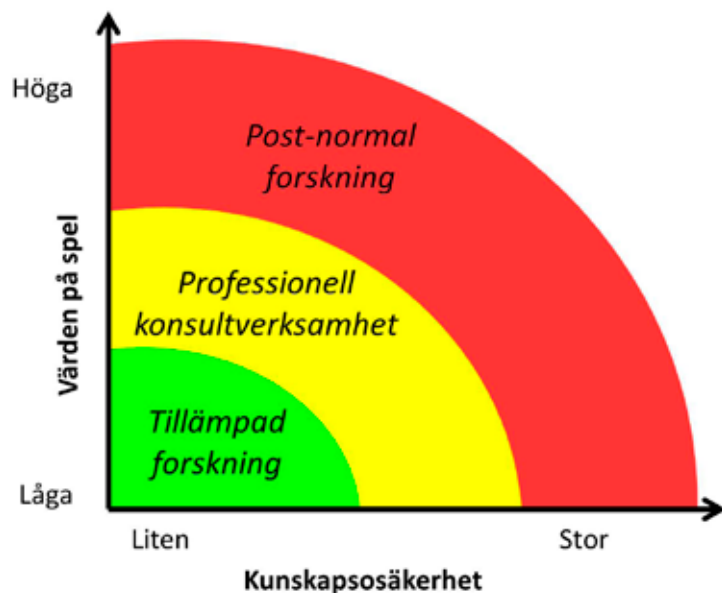 Höga
Post-normal
forskning
Värden på spel
Professionell
konsultverksamhet
Tillämpad
forskning
Låga
Liten
Stor
Kunskapsosäkerhet